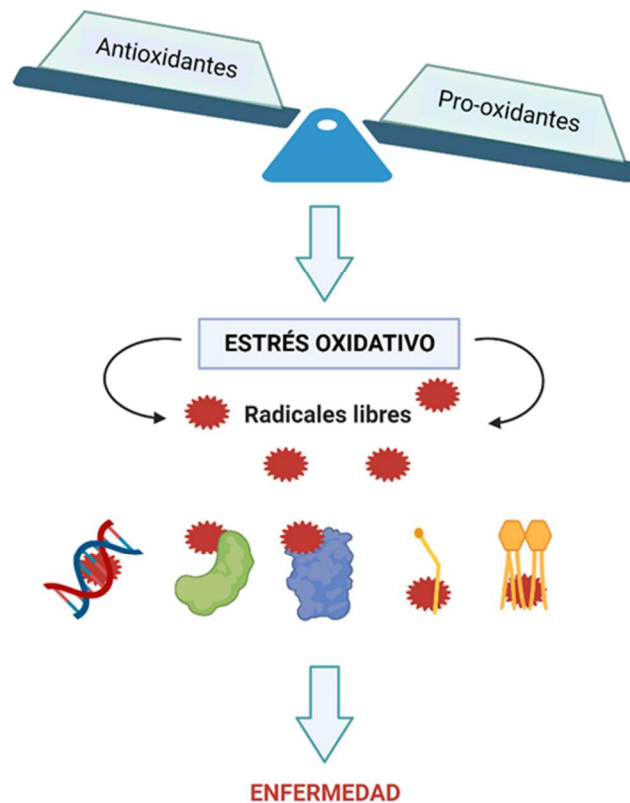 Antioxidantes
Pro-oxidantes
ESTRÉS OXIDATIVO
Radicales libres
ENFERMEDAD